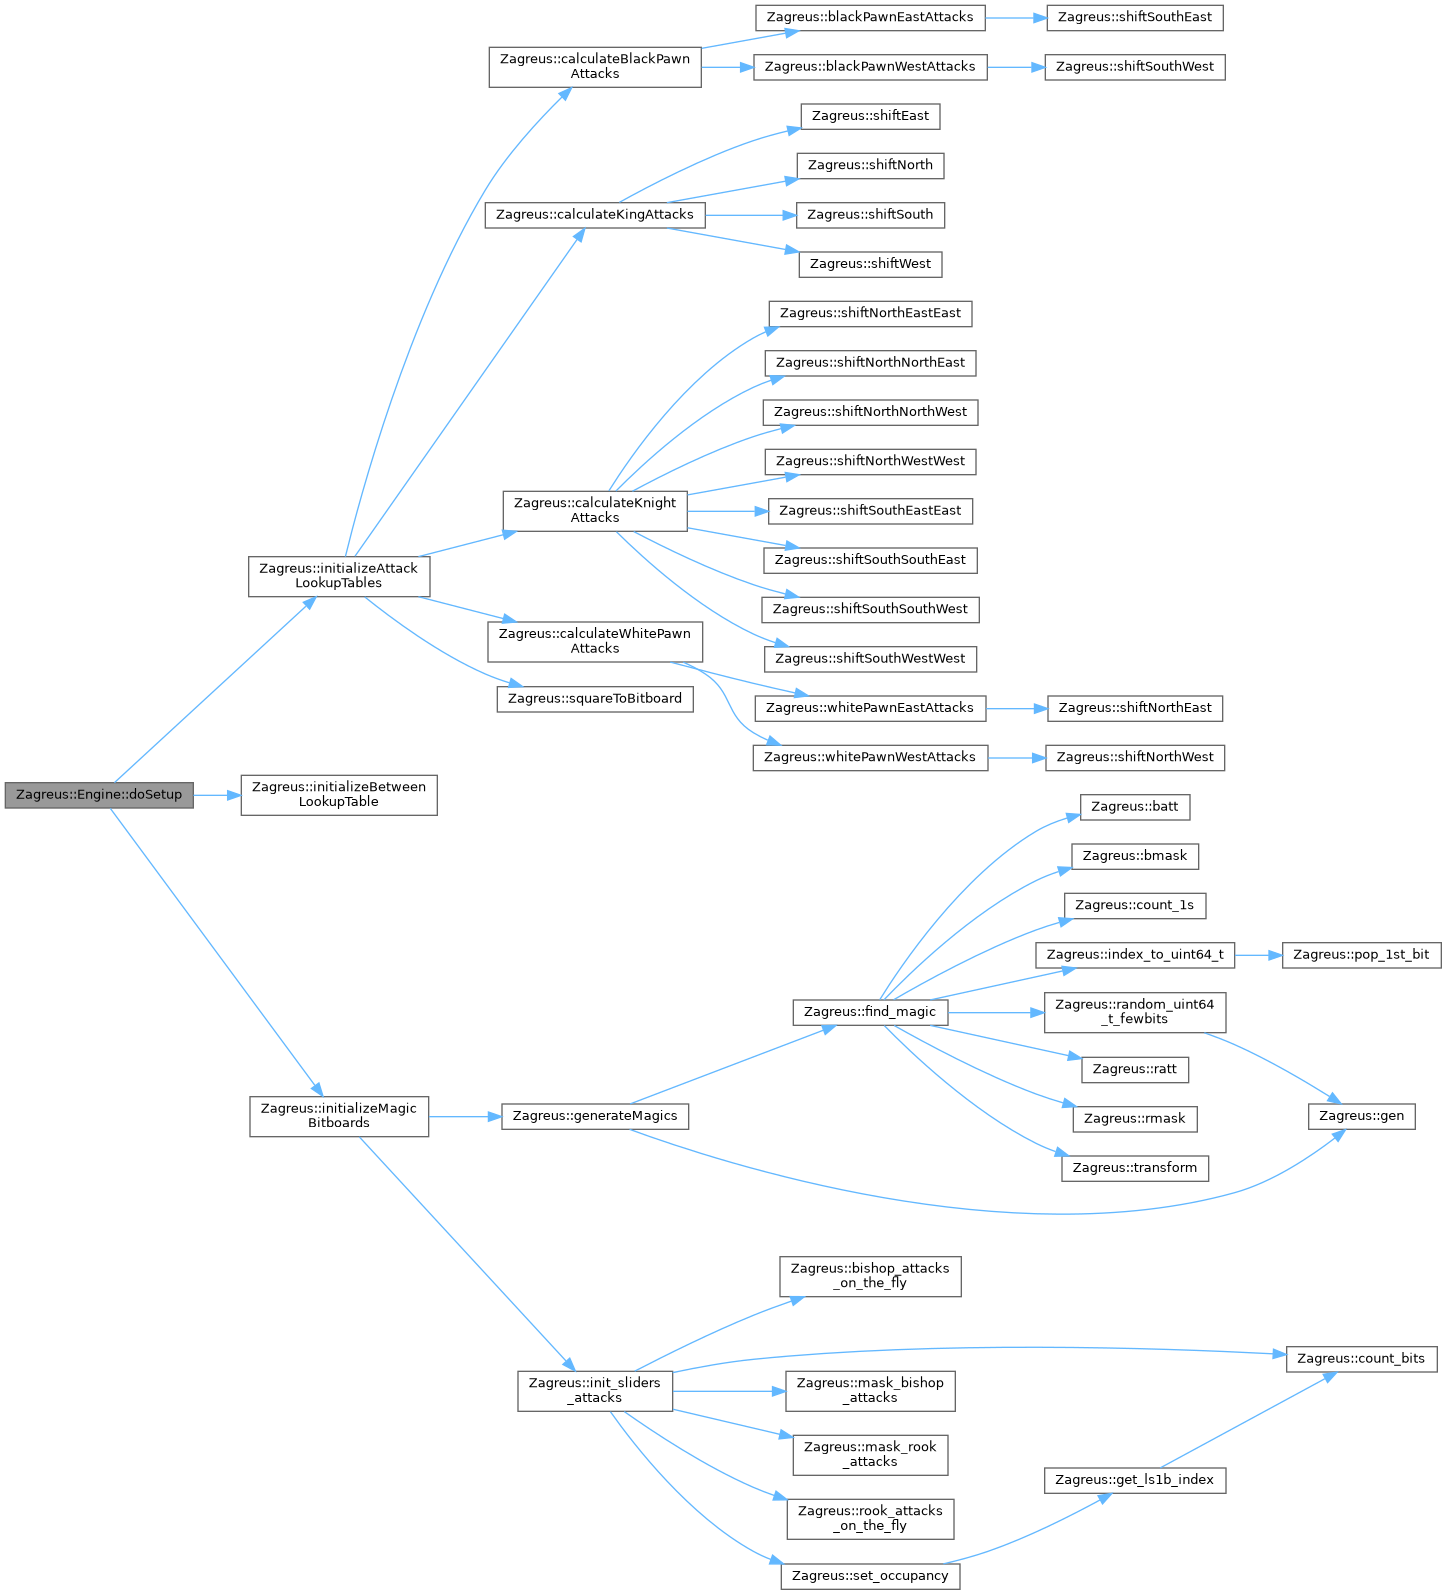 Zagreus::blackPawnEastAttacks
Zagreus::shiftSouthEast
Zagreus::calculateBlackPawn
Attacks
Zagreus::blackPawnWestAttacks
Zagreus::shiftSouthWest
Zagreus::shiftEast
Zagreus::shiftNorth
Zagreus::calculateKingAttacks
Zagreus::shiftSouth
Zagreus::shiftWest
Zagreus::shiftNorthEastEast
Zagreus::shiftNorthNorthEast
Zagreus::shiftNorthNorthWest
Zagreus::shiftNorthWestWest
Zagreus::calculateKnight
Attacks
Zagreus::shiftSouthEastEast
Zagreus::shiftSouthSouthEast
Zagreus::initializeAttack
LookupTables
Zagreus::shiftSouthSouthWest
Zagreus::calculateWhitePawn
Attacks
Zagreus::shiftSouthWestWest
Zagreus::squareToBitboard
Zagreus::whitePawnEastAttacks
Zagreus::shiftNorthEast
Zagreus::whitePawnWestAttacks
Zagreus::shiftNorthWest
Zagreus::Engine::doSetup
Zagreus::initializeBetween
LookupTable
Zagreus::batt
Zagreus::bmask
Zagreus::count_1s
Zagreus::index_to_uint64_t
Zagreus::pop_1st_bit
Zagreus::find_magic
Zagreus::random_uint64
_t_fewbits
Zagreus::ratt
Zagreus::initializeMagic
Bitboards
Zagreus::generateMagics
Zagreus::rmask
Zagreus::gen
Zagreus::transform
Zagreus::bishop_attacks
_on_the_fly
Zagreus::count_bits
Zagreus::init_sliders
_attacks
Zagreus::mask_bishop
_attacks
Zagreus::mask_rook
_attacks
Zagreus::get_ls1b_index
Zagreus::rook_attacks
_on_the_fly
Zagreus::set_occupancy